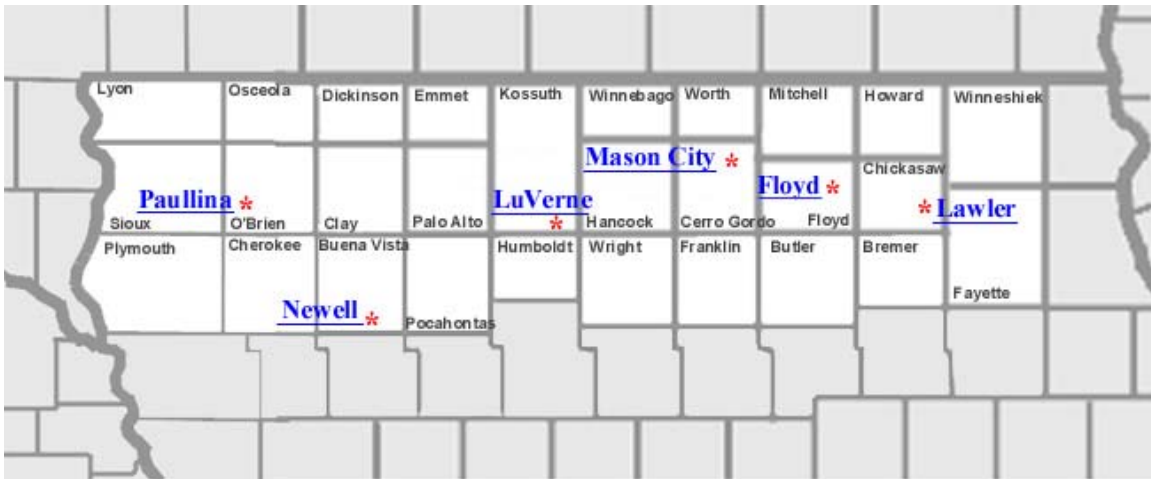 Lyon Osceola Dickinson Emmet Kossuth Winnebago Worth Mitchell Howard Winneshiek
Mason City *
Chickasaw
Paullina * LuVerne * Floyd * * Lawler
Sioux O'Brien Clay Palo Alto Hancock Cerro Gordo Floyd
Plymouth Cherokee Buena Vista Humboldt Wright Franklin Butler Bremer
Fayette
Newell * Pocahontas